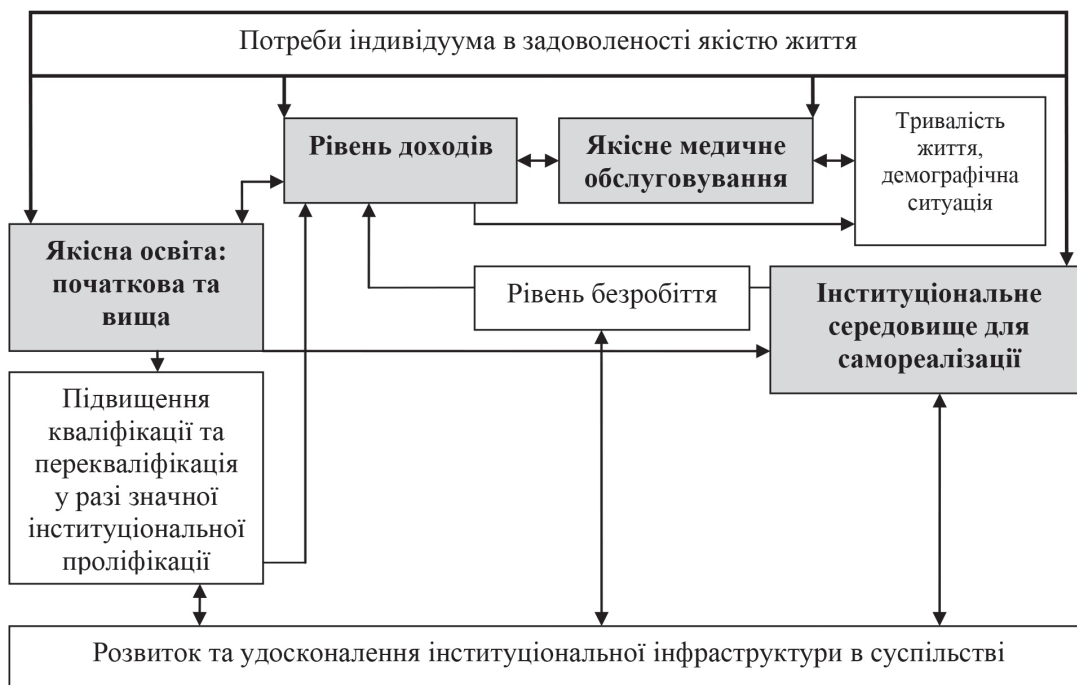 Потреби індивідуума в задоволеності якістю життя
Рівень доходів
Якісне медичне
обслуговування
Тривалість
життя,
демографічна
ситуація
Якісна освіта:
початкова та
вища
Рівень безробіття
Інституціональне
середовище для
самореалізації
Підвищення
кваліфікації та
перекваліфікація
у разі значної
інституціональної
проліфікації
Розвиток та удосконалення інституціональної інфраструктури в суспільстві